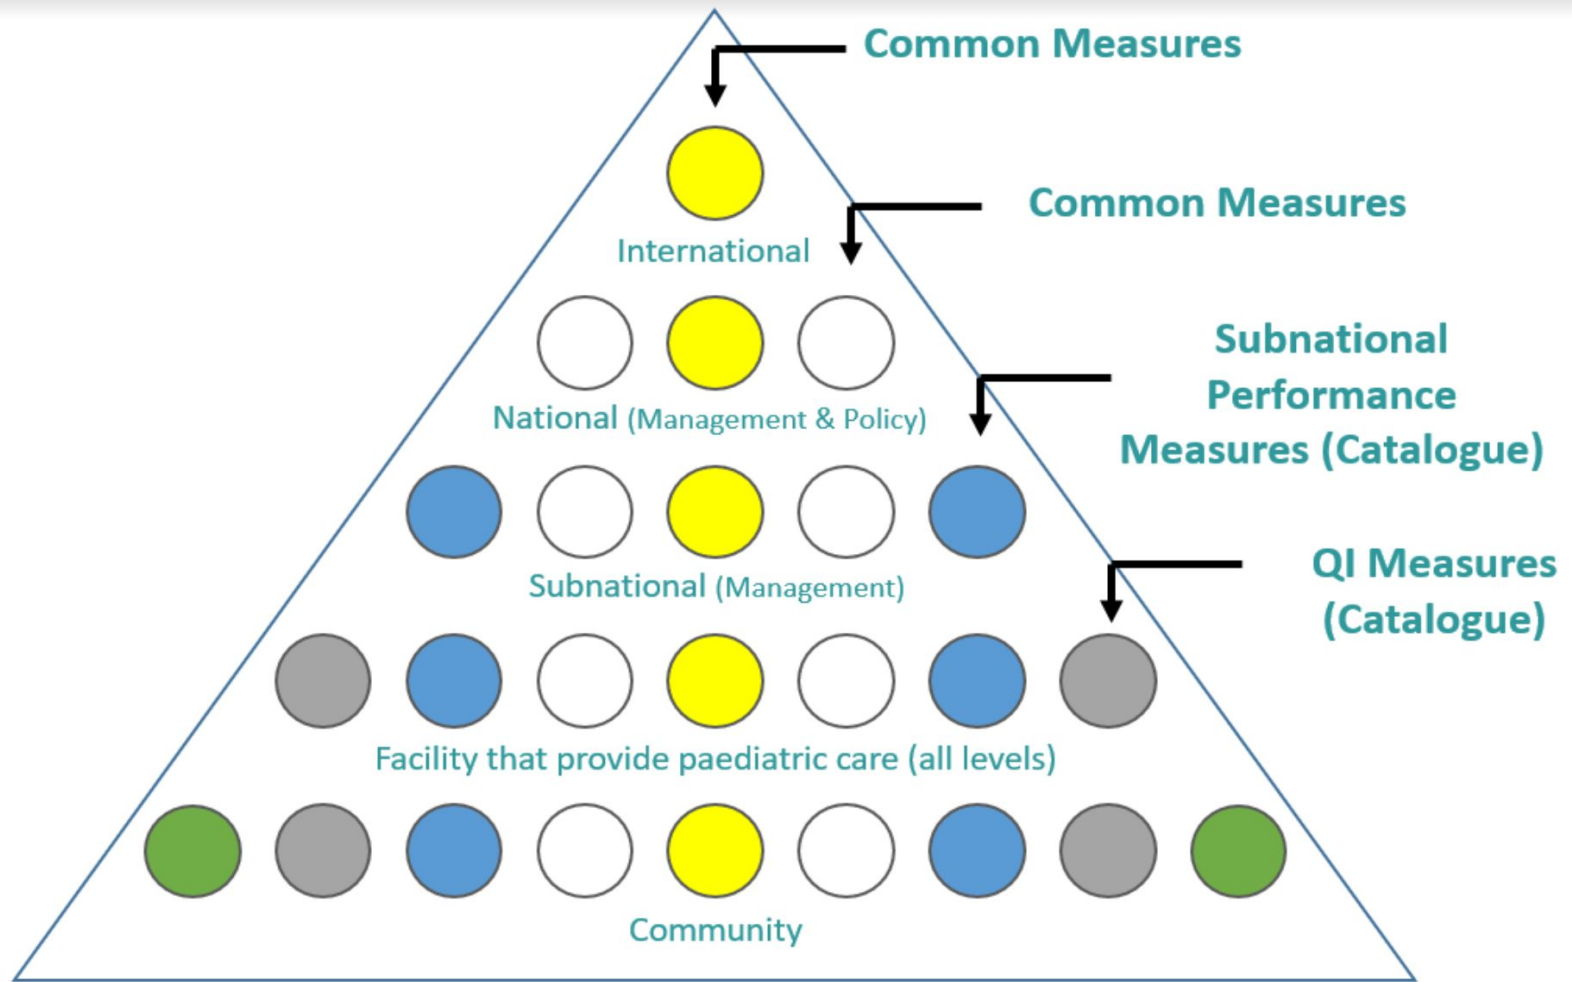 Common Measures
International
Common Measures
National (Management & Policy)
Subnational
Performance
Measures (Catalogue)
Subnational (Management)
QI Measures
(Catalogue)
Facility that provide paediatric care (all levels)
Community